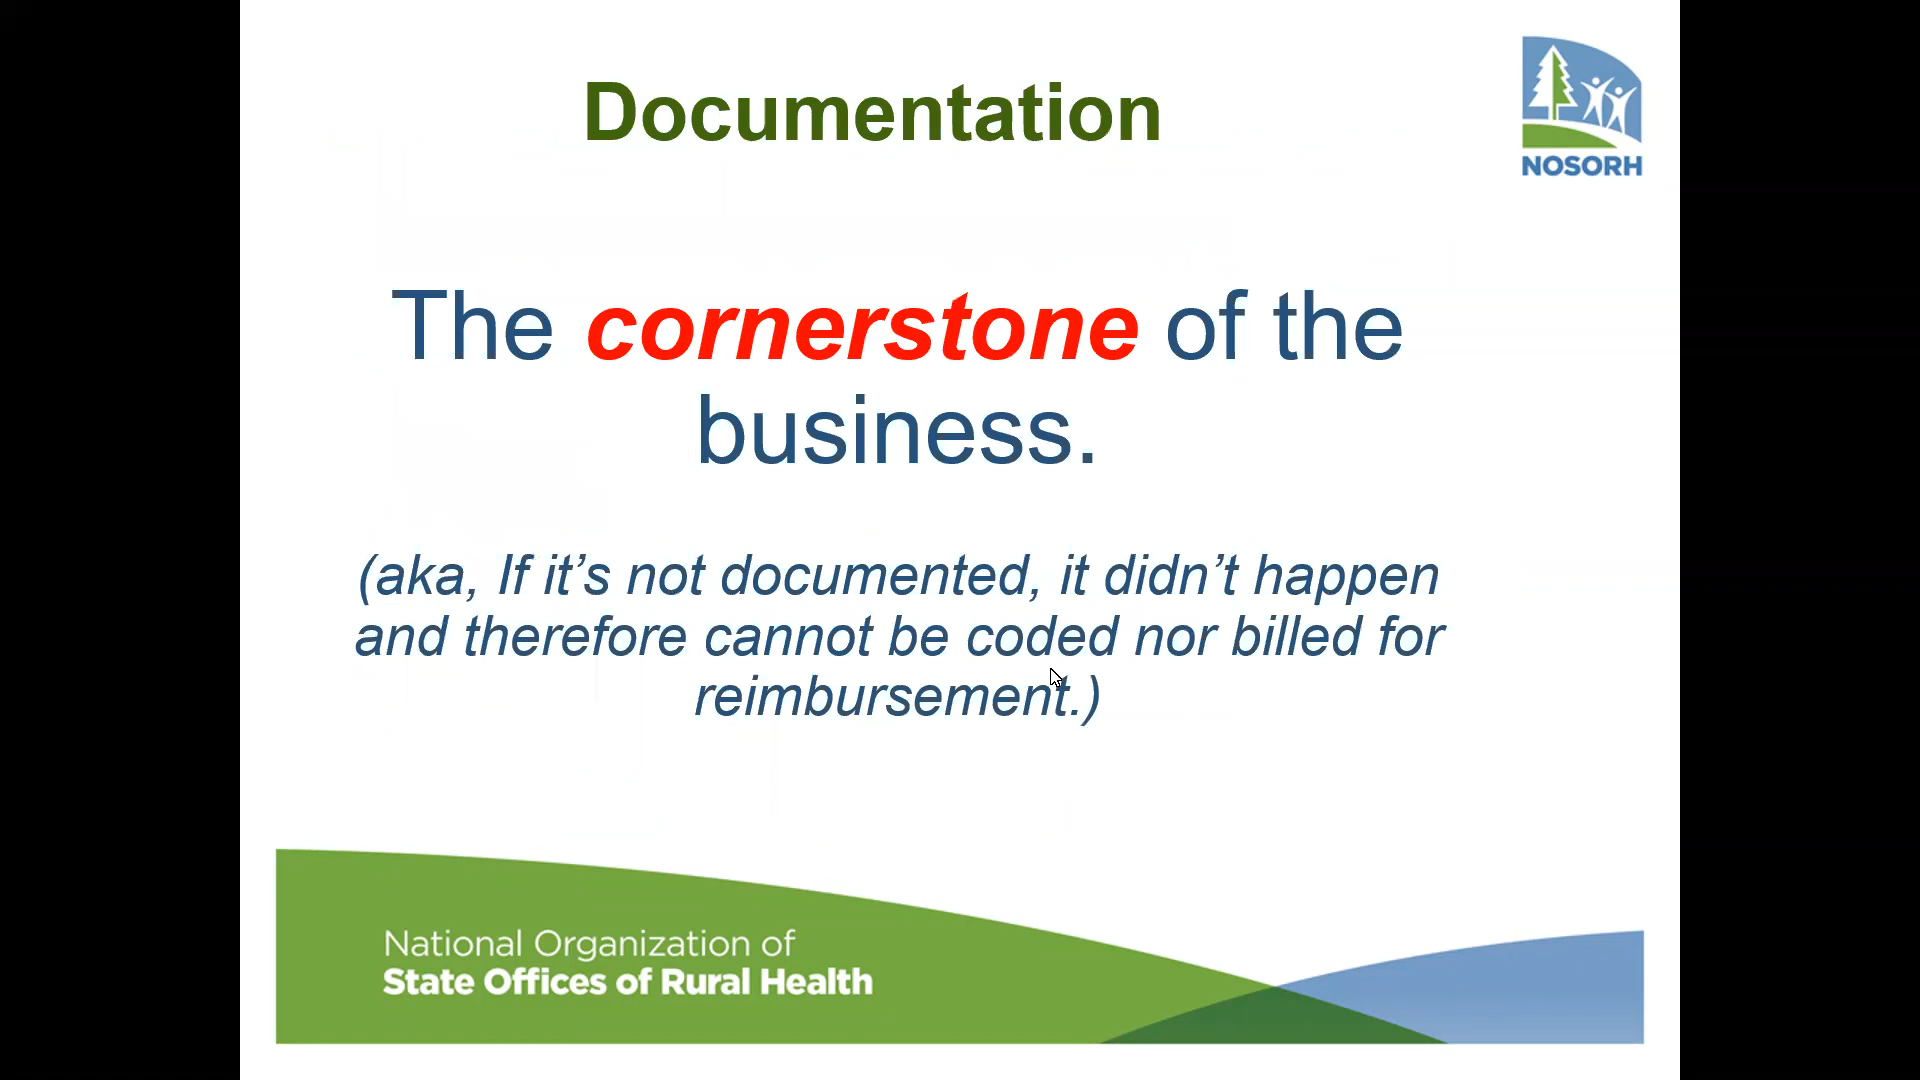 Documentation
NOSORH
The cornerstone of the
business.
(aka, If it’s not documented, it didn’t happen
and therefore cannot be coded nor billed for
reimbursement.)
National Organization of
State Offices of Rural Health